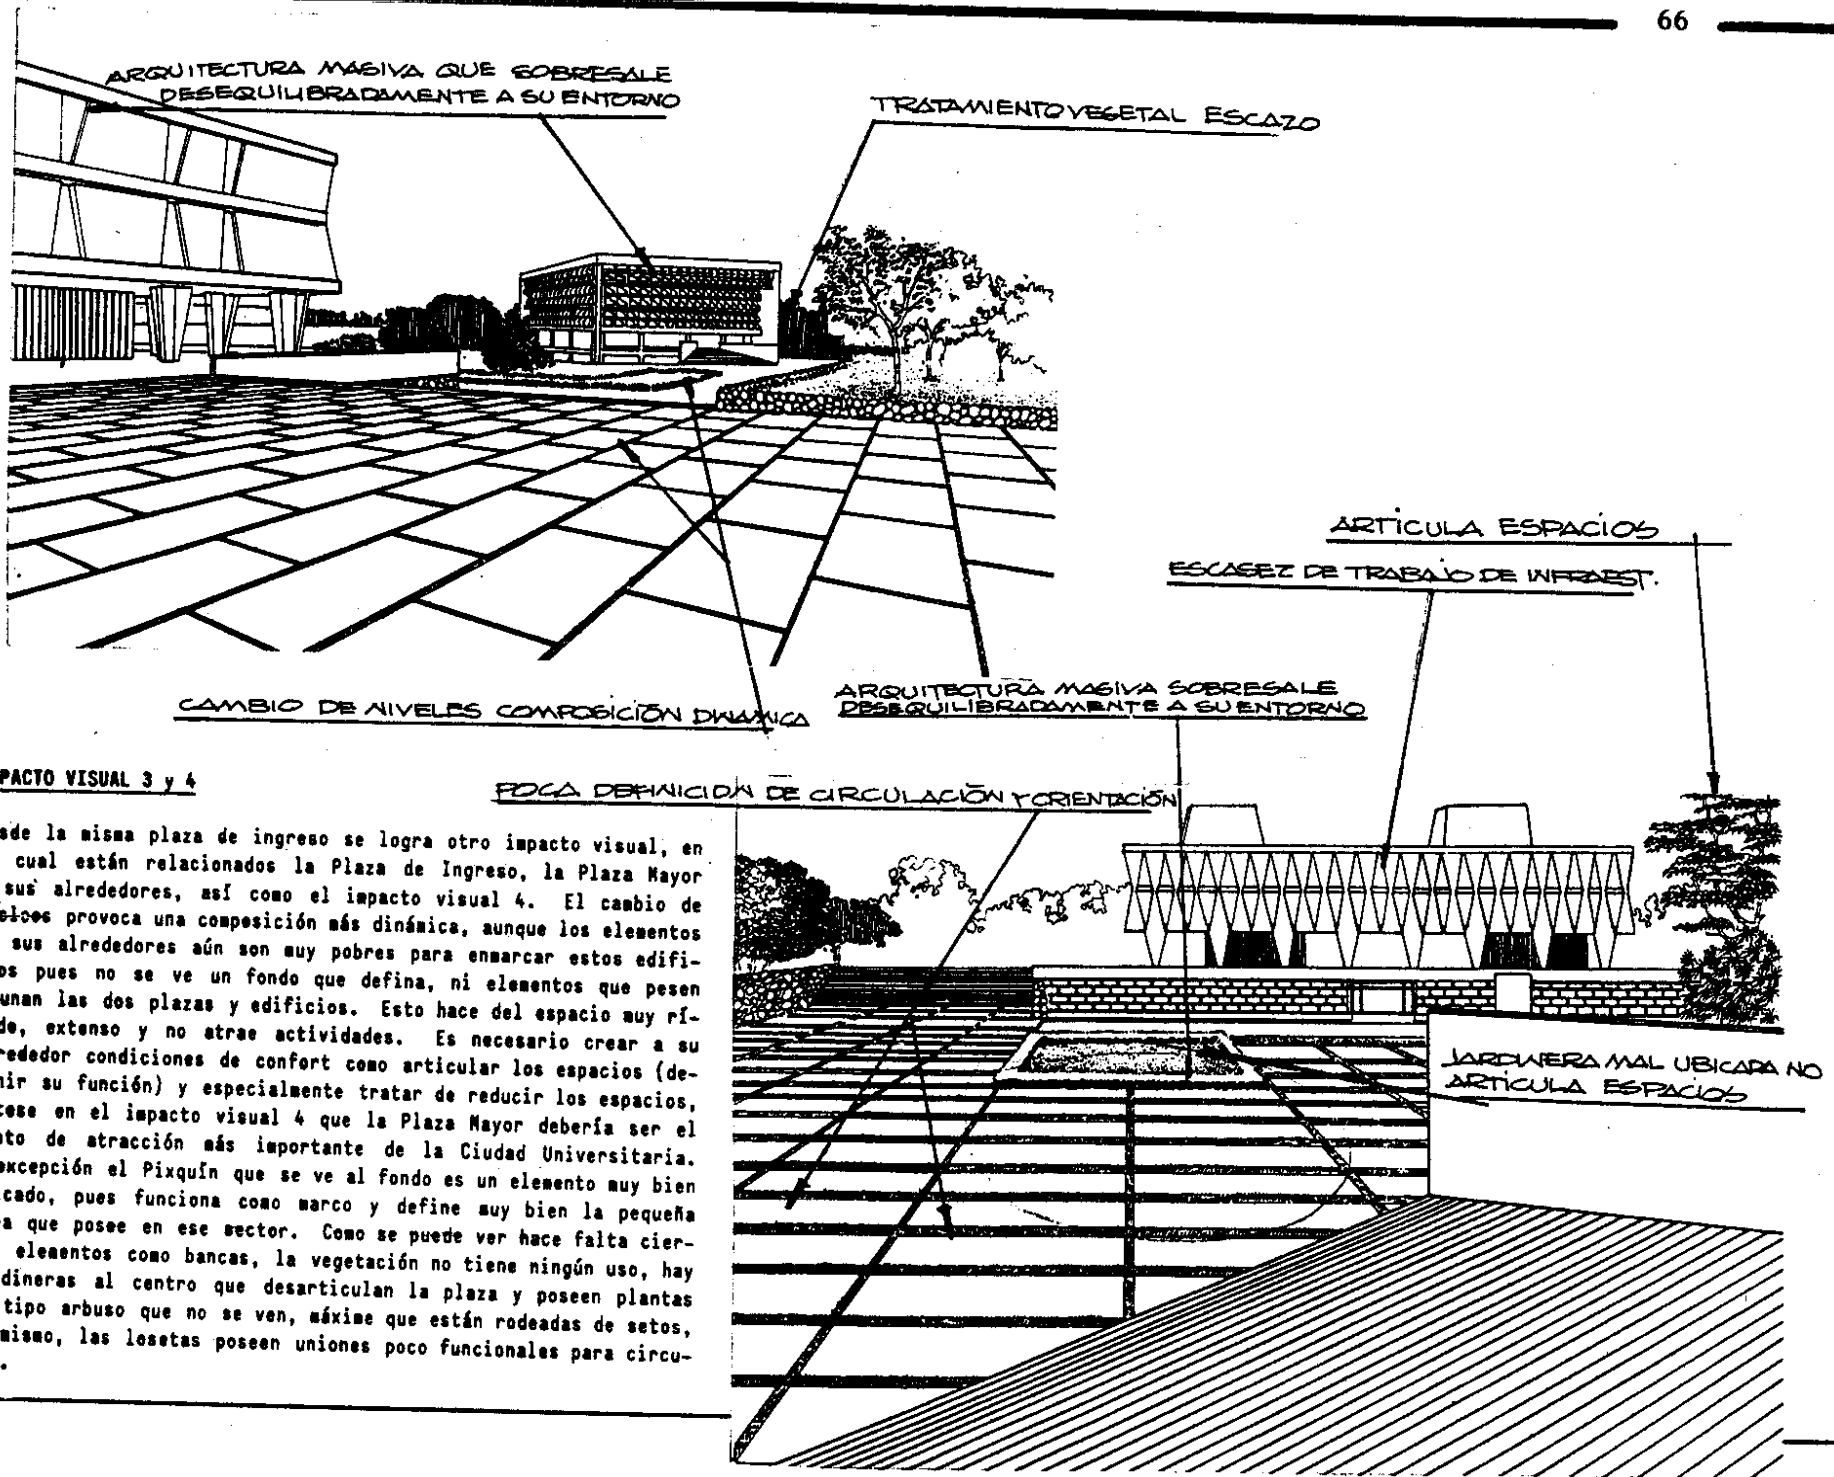 66
ARQUITECTURA MASIVA QUE SOBRESALE
DESEQUILIBRADAMENTE A SU ENTORNO
TRATAMIENTO VEGETAL ESCAZO
ARTICULA ESPACIOS
ESCASEZ DE TRABAJO DE INFRAEST.
CAMBIO DE NIVELES COMPOSICIÓN DINAMICA
ARQUITECTURA MASIVA SOBRESALE
DESEQUILIBRADAMENTE A SU ENTORNO
POCA DEFINICION DE CIRCULACIÓN Y ORIENTACIÓN
JARDINERA MAL UBICADA NO
ARTICULA ESPACIOS
PACTO VISUAL 3 y 4
sde la misma plaza de ingreso se logra otro impacto visual, en
cual están relacionados la Plaza de Ingreso, la Plaza Mayor
sus alrededores, así como el impacto visual 4. El cambio de
provoca una composición más dinámica, aunque los elementos
sus alrededores aún son muy pobres para enmarcar estos edifi-
os pues no se ve un fondo que defina, ni elementos que pesen
unan las dos plazas y edificios. Esto hace del espacio muy rí-
do, extenso y no atrae actividades. Es necesario crear a su
rededor condiciones de confort como articular los espacios (de-
nir su función) y especialmente tratar de reducir los espacios,
tese en el impacto visual 4 que la Plaza Mayor debería ser el
nto de atracción más importante de la Ciudad Universitaria.
excepción el Pixquín que se ve al fondo es un elemento muy bien
icado, pues funciona como marco y define muy bien la pequeña
ea que posee en ese sector. Como se puede ver hace falta cier-
elementos como bancas, la vegetación no tiene ningún uso, hay
dineras al centro que desarticulan la plaza y poseen plantas
tipo arbuso que no se ven, máxime que están rodeadas de setos,
mismo, las losetas poseen uniones poco funcionales para circu-